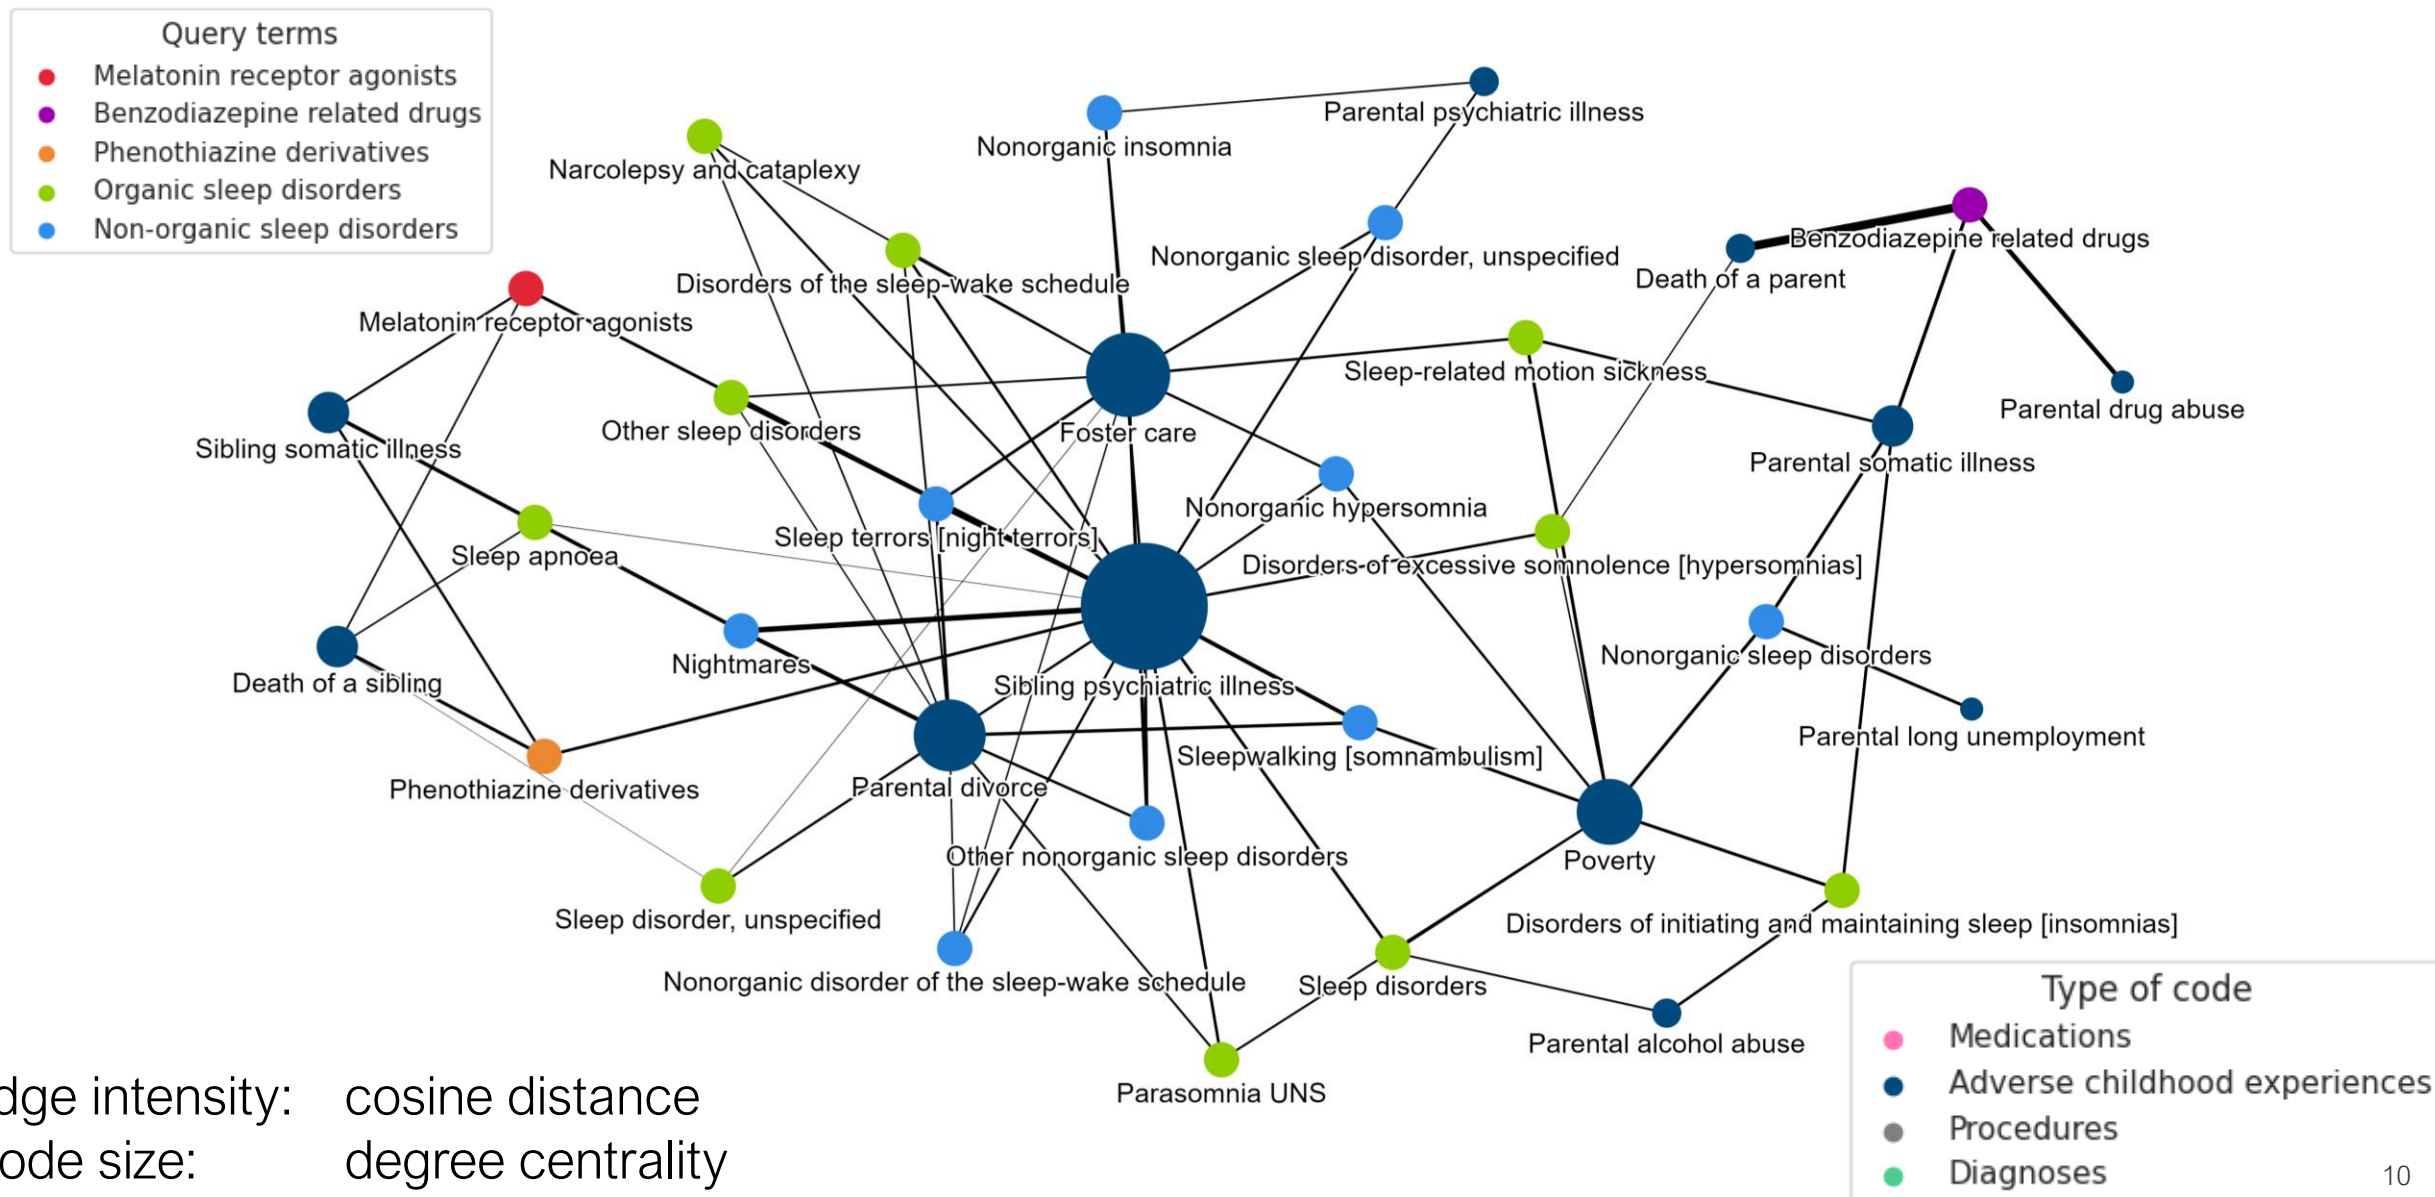 Query terms
Melatonin receptor agonists
Benzodiazepine related drugs
Phenothiazine derivatives
Organic sleep disorders
Non-organic sleep disorders
Parental psychiatric illness
Nonorganic insomnia
Narcolepsy and cataplexy
Benzodiazepine related drugs
Nonorganic sleep disorder, unspecified
Death of a parent
Disorders of the sleep-wake schedule
Melatonin receptor agonists
Sleep-related motion sickness
Parental drug abuse
Other sleep disorders
Foster care
Sibling somatic illness
Parental somatic illness
Nonorganic hypersomnia
Sleep terrors [night terrors]
Sleep apnoea
Disorders of excessive somnolence [hypersomnias]
Nonorganic sleep disorders
Nightmares
Death of a sibling
Sibling psychiatric illness
Parental long unemployment
Sleepwalking [somnambulism]
Phenothiazine derivatives
Parental divorce
Other nonorganic sleep disorders
Poverty
Sleep disorder, unspecified
Disorders of initiating and maintaining sleep [insomnias]
Nonorganic disorder of the sleep-wake schedule
Sleep disorders
Parental alcohol abuse
Parasomnia UNS
dge intensity: cosine distance
ode size: degree centrality
Type of code
Medications
Adverse childhood experiences
Procedures
Diagnoses
10